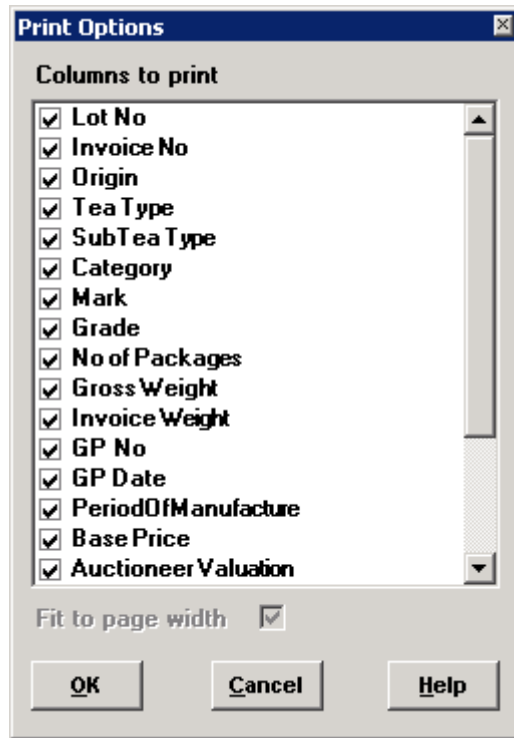 Print Options
Columns to print
Lot No
Invoice No
Origin
Tea Type
SubTea Type
Category
Mark
Grade
No of Packages
Gross Weight
Invoice Weight
GP No
GP Date
PeriodOfManufacture
Base Price
Auctioneer Valuation
Fit to page width
OK
Cancel
Help